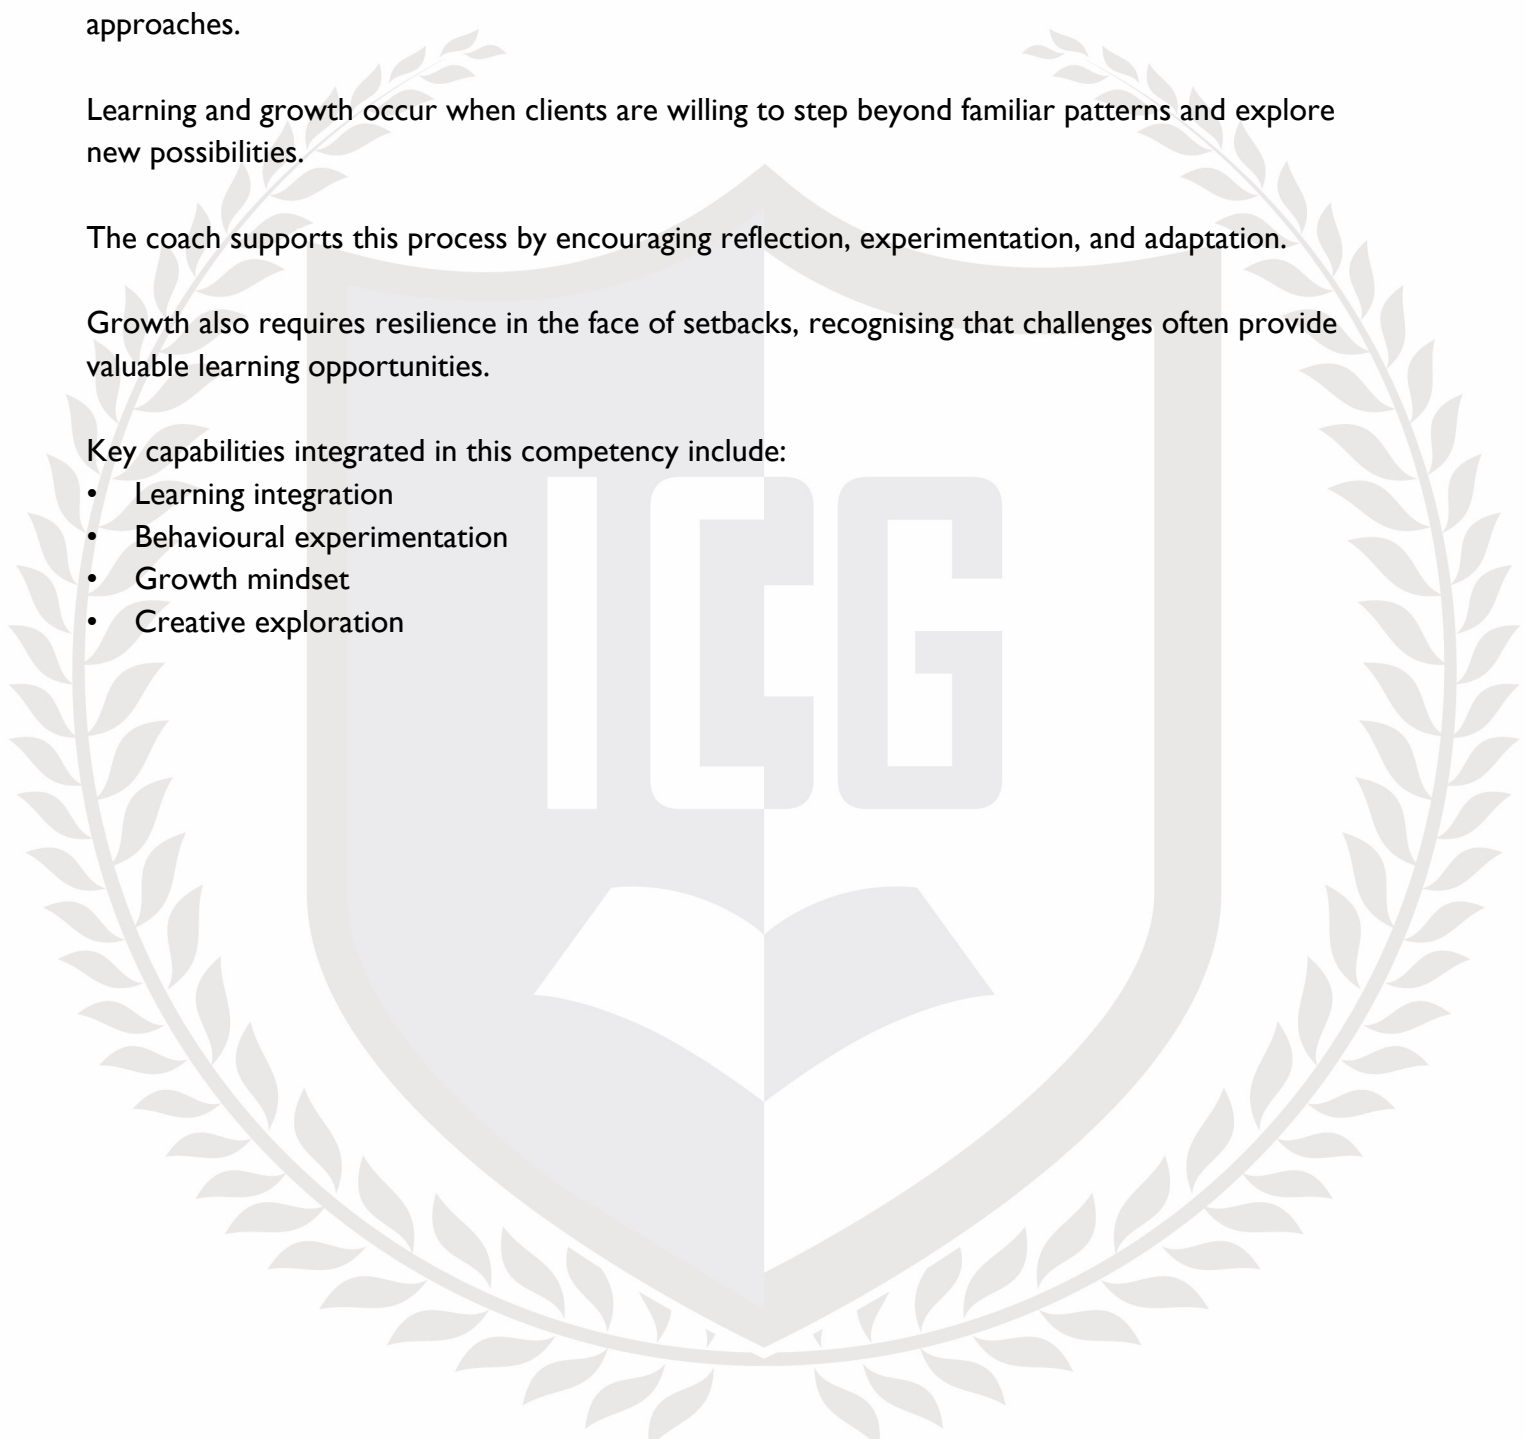 approaches.
Learning and growth occur when clients are willing to step beyond familiar patterns and explore
new possibilities.
The coach supports this process by encouraging reflection, experimentation, and adaptation.
Growth also requires resilience in the face of setbacks, recognising that challenges often provide
valuable learning opportunities.
Key capabilities integrated in this competency include:
• Learning integration
• Behavioural experimentation
• Growth mindset
• Creative exploration
ICG